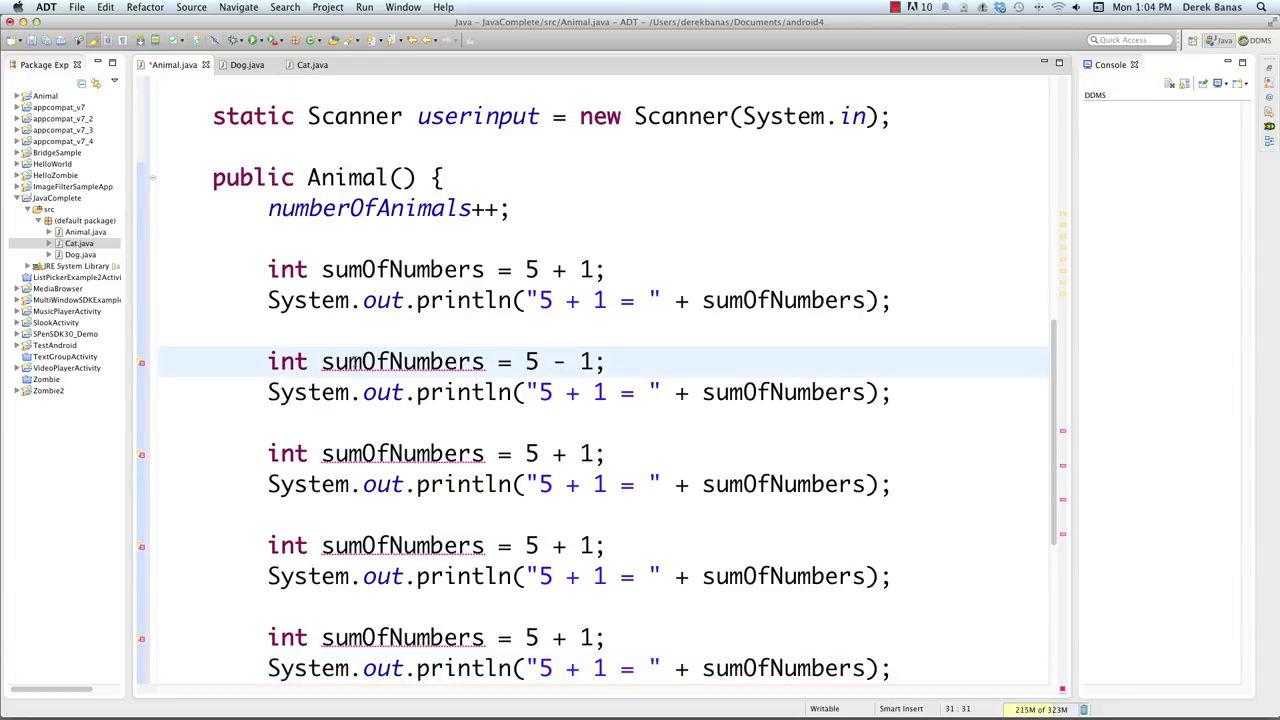 ADT File Edit Refactor Source Navigate Search Project Run Window Help
10
Mon 1:04 PM Derek Banas
Java – JavaComplete/src/Animal.java – ADT – /Users/derekbanas/Documents/android4
Quick Access
Java
DDMS
Package Exp
*Animal.java
Dog.java
Cat.java
Console
DDMS
Animal
appcompat_v7
appcompat_v7_2
appcompat_v7_3
appcompat_v7_4
BridgeSample
HelloWorld
HelloZombie
ImageFilterSampleApp
JavaComplete
src
(default package)
Animal.java
Cat.java
Dog.java
JRE System Library [Ja
ListPickerExample2Activi
MediaBrowser
MultiWindowSDKExample
MusicPlayerActivity
SlookActivity
SPenSDK30_Demo
TestAndroid
TextGroupActivity
VideoPlayerActivity
Zombie
Zombie2
static Scanner userinput = new Scanner(System.in);
public Animal() {
numberOfAnimals++;
int sumOfNumbers = 5 + 1;
System.out.println("5 + 1 = " + sumOfNumbers);
int sumOfNumbers = 5 - 1;
System.out.println("5 + 1 = " + sumOfNumbers);
int sumOfNumbers = 5 + 1;
System.out.println("5 + 1 = " + sumOfNumbers);
int sumOfNumbers = 5 + 1;
System.out.println("5 + 1 = " + sumOfNumbers);
int sumOfNumbers = 5 + 1;
System.out.println("5 + 1 = " + sumOfNumbers);
Writable
Smart Insert
31 : 31
215M of 323M